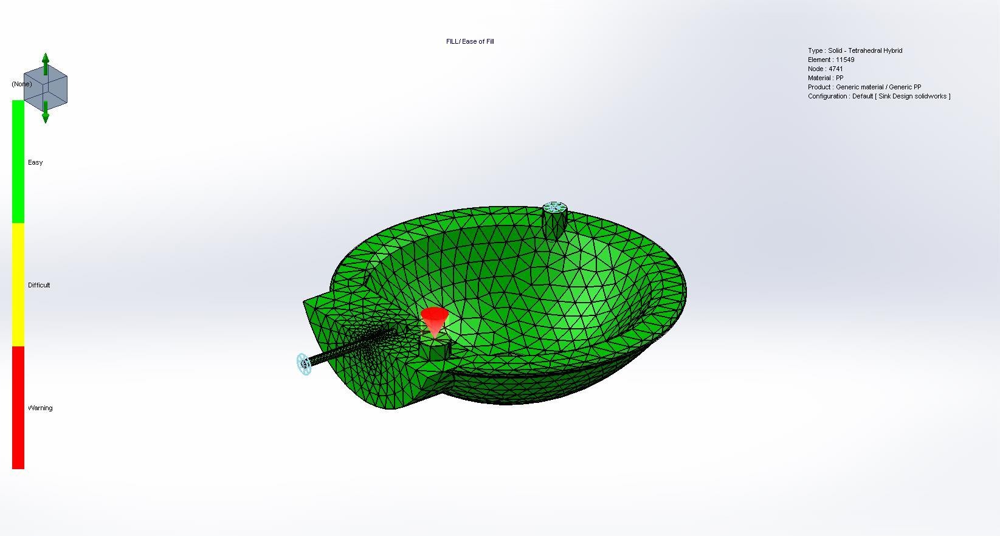 FILL/ Ease of Fill
Type : Solid - Tetrahedral Hybrid
Element : 11549
Node : 4741
Material : PP
Product : Generic material / Generic PP
Configuration : Default [ Sink Design solidworks ]
(None)
Easy
Difficult
Warning